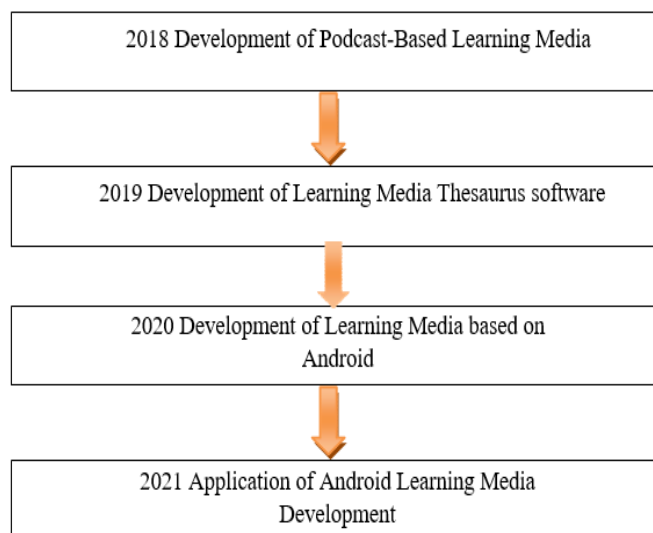 2018 Development of Podcast-Based Learning Media
2019 Development of Learning Media Thesaurus software
2020 Development of Learning Media based on
Android
2021 Application of Android Learning Media
Development